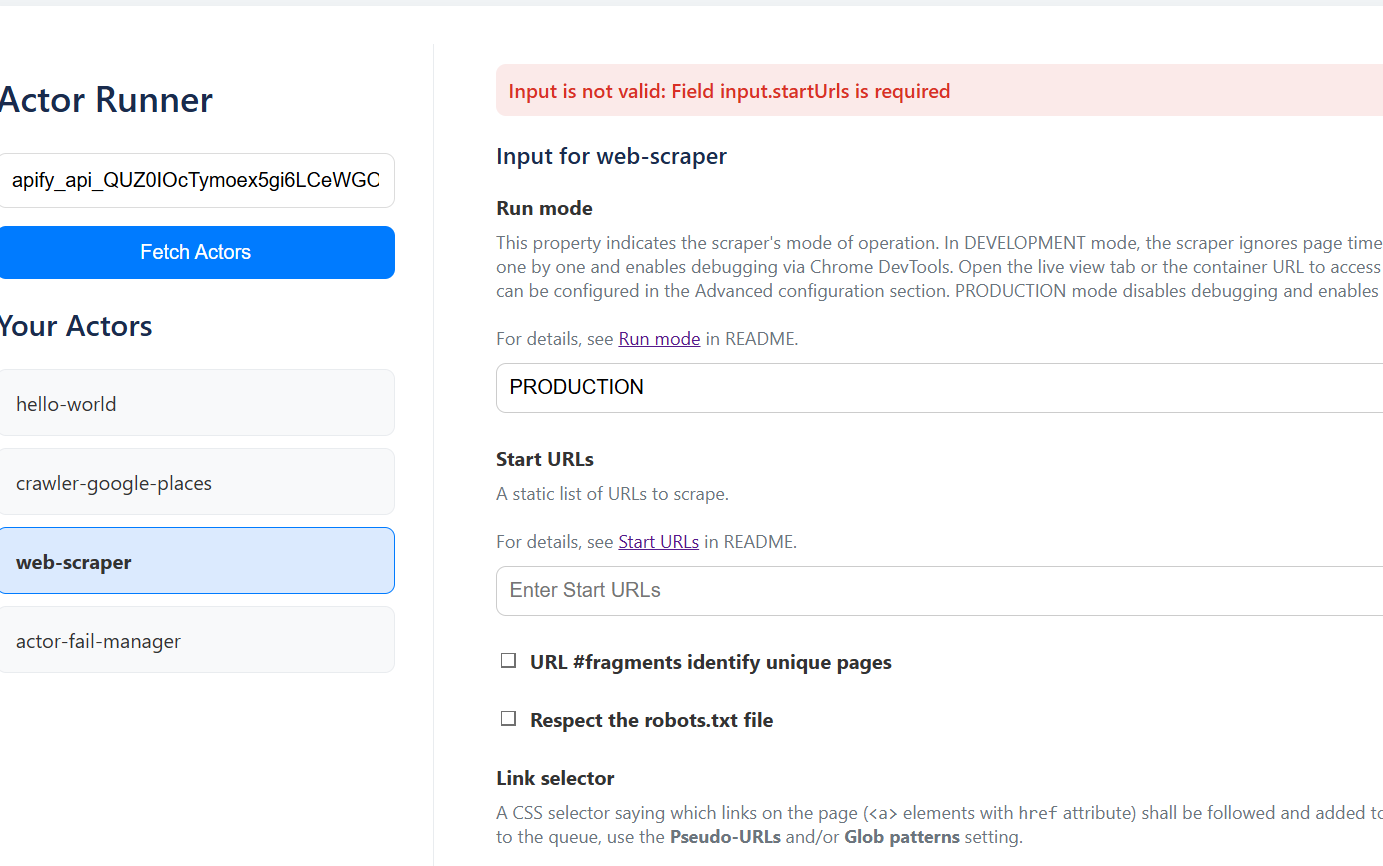 Actor Runner
apify_api_QUZ0IOcTymoex5gi6LCeWGC
Fetch Actors
Your Actors
hello-world
crawler-google-places
web-scraper
actor-fail-manager
Input is not valid: Field input.startUrls is required
Input for web-scraper
Run mode
This property indicates the scraper's mode of operation. In DEVELOPMENT mode, the scraper ignores page time
one by one and enables debugging via Chrome DevTools. Open the live view tab or the container URL to access
can be configured in the Advanced configuration section. PRODUCTION mode disables debugging and enables
For details, see Run mode in README.
PRODUCTION
Start URLs
A static list of URLs to scrape.
For details, see Start URLs in README.
Enter Start URLs
URL #fragments identify unique pages
Respect the robots.txt file
Link selector
A CSS selector saying which links on the page (<a> elements with href attribute) shall be followed and added to
to the queue, use the Pseudo-URLs and/or Glob patterns setting.